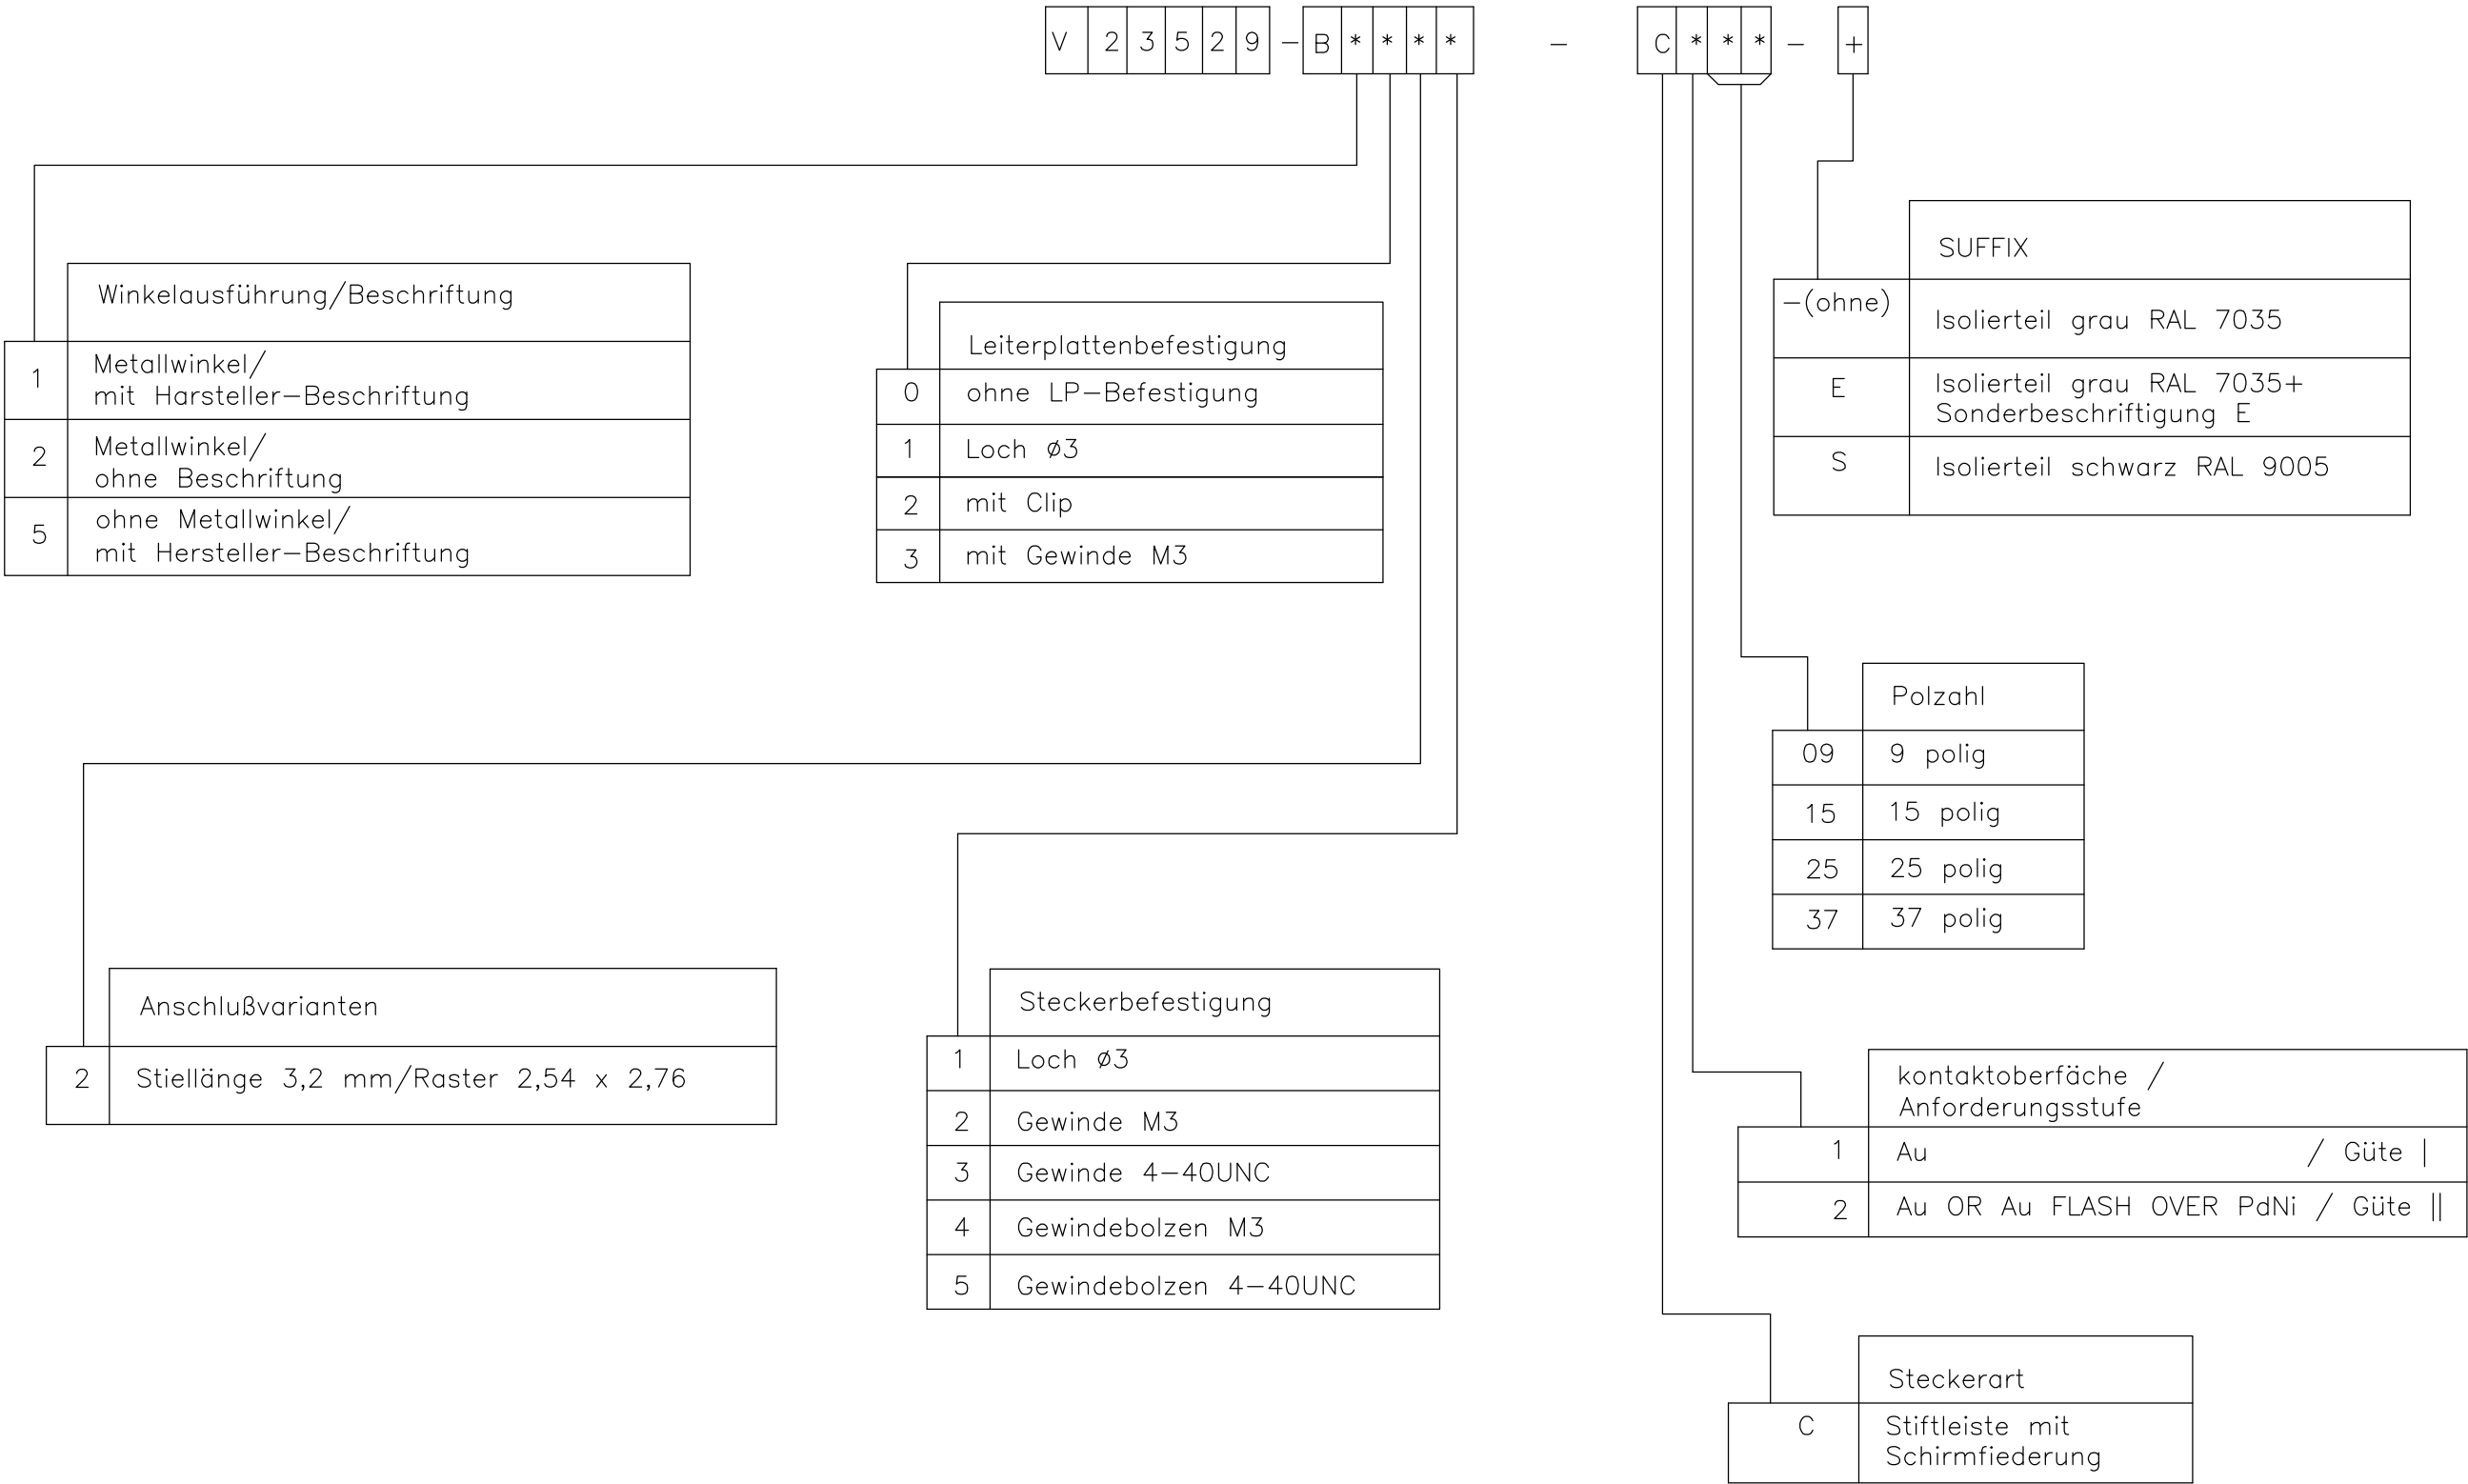 V 2 3 5 2 9 - B * * * * - C * * * - +
SUFFIX
-(ohne) Isolierteil grau RAL 7035
E Isolierteil grau RAL 7035+
Sonderbeschriftigung E
S Isolierteil schwarz RAL 9005
Winkelausführung/Beschriftung
1 Metallwinkel/
mit Harsteller-Beschriftung
2 Metallwinkel/
ohne Beschriftung
5 ohne Metallwinkel/
mit Hersteller-Beschriftung
Leiterplattenbefestigung
0 ohne LP-Befestigung
1 Loch ø3
2 mit Clip
3 mit Gewinde M3
Polzahl
09 9 polig
15 15 polig
25 25 polig
37 37 polig
Anschlußvarianten
2 Stiellänge 3,2 mm/Raster 2,54 x 2,76
Steckerbefestigung
1 Loch ø3
2 Gewinde M3
3 Gewinde 4-40UNC
4 Gewindebolzen M3
5 Gewindebolzen 4-40UNC
kontaktoberfäche /
Anforderungsstufe
1 Au / Güte |
2 Au OR Au FLASH OVER PdNi / Güte ||
Steckerart
C Stiftleiste mit
Schirmfiederung